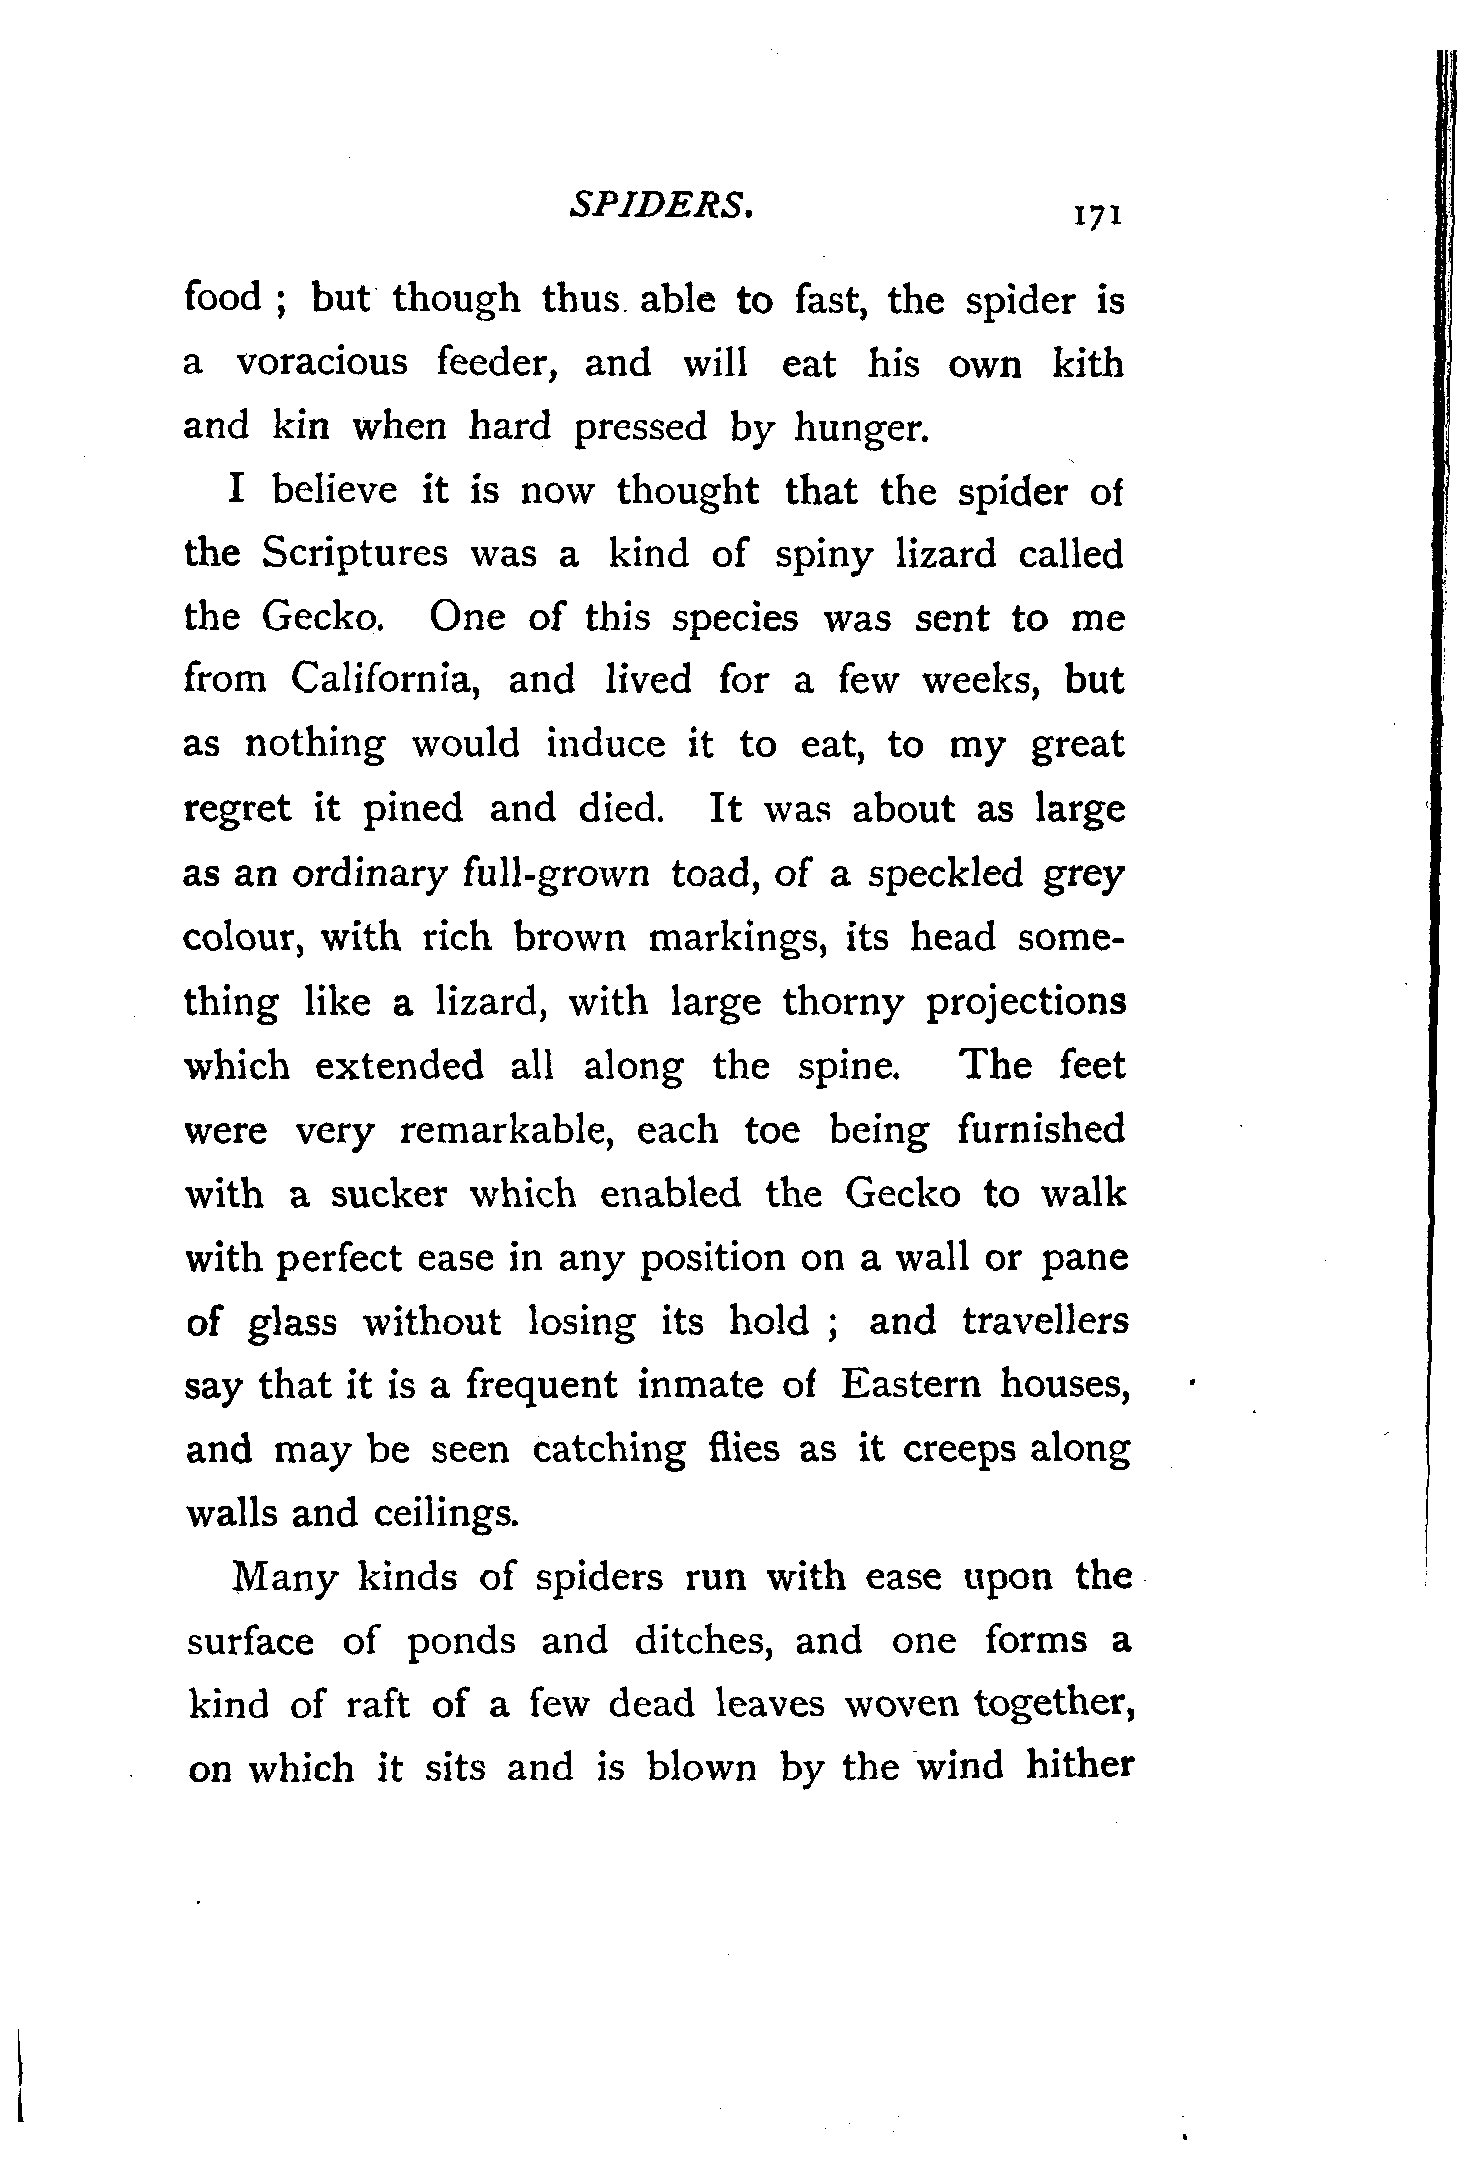 SPIDERS. 171
food ; but though thus able to fast, the spider is
a voracious feeder, and will eat his own kith
and kin when hard pressed by hunger.
I believe it is now thought that the spider of
the Scriptures was a kind of spiny lizard called
the Gecko. One of this species was sent to me
from California, and lived for a few weeks, but
as nothing would induce it to eat, to my great
regret it pined and died. It was about as large
as an ordinary full-grown toad, of a speckled grey
colour, with rich brown markings, its head some-
thing like a lizard, with large thorny projections
which extended all along the spine. The feet
were very remarkable, each toe being furnished
with a sucker which enabled the Gecko to walk
with perfect ease in any position on a wall or pane
of glass without losing its hold ; and travellers
say that it is a frequent inmate of Eastern houses,
and may be seen catching flies as it creeps along
walls and ceilings.
Many kinds of spiders run with ease upon the
surface of ponds and ditches, and one forms a
kind of raft of a few dead leaves woven together,
on which it sits and is blown by the wind hither